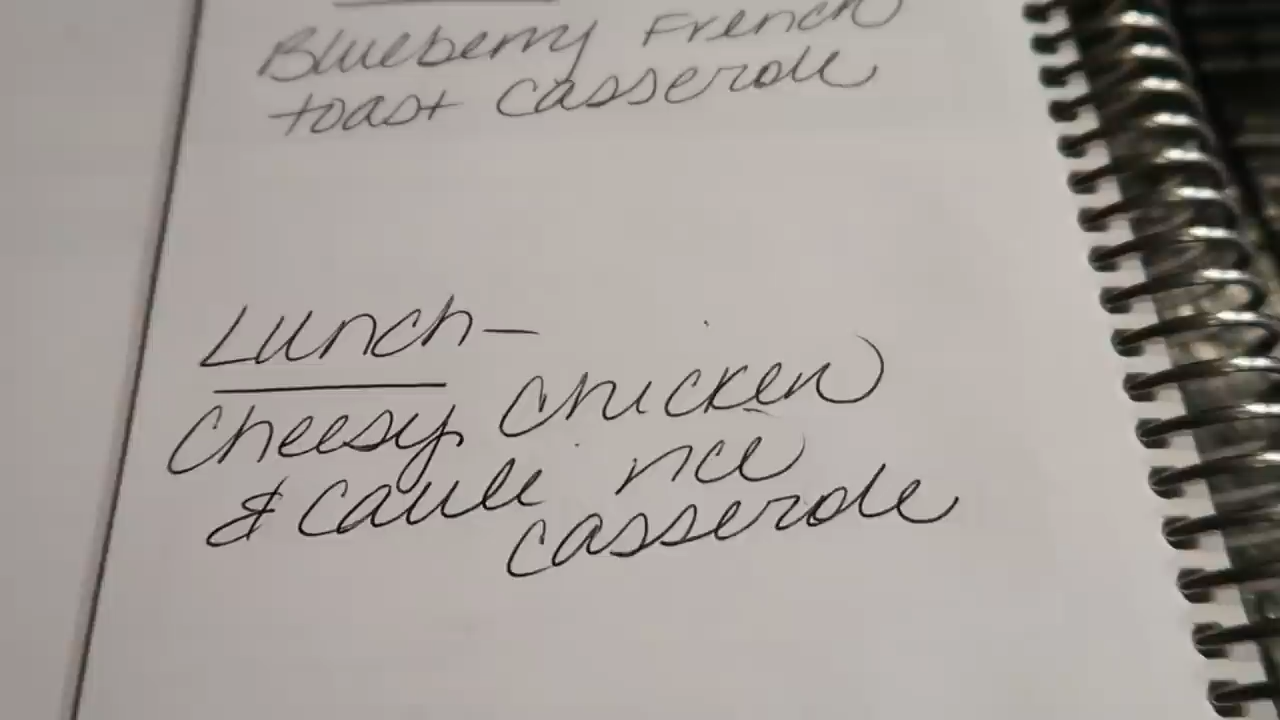 Blueberry French
toast casserole
Lunch-
Cheesy chicken
& Cauli rice
casserole